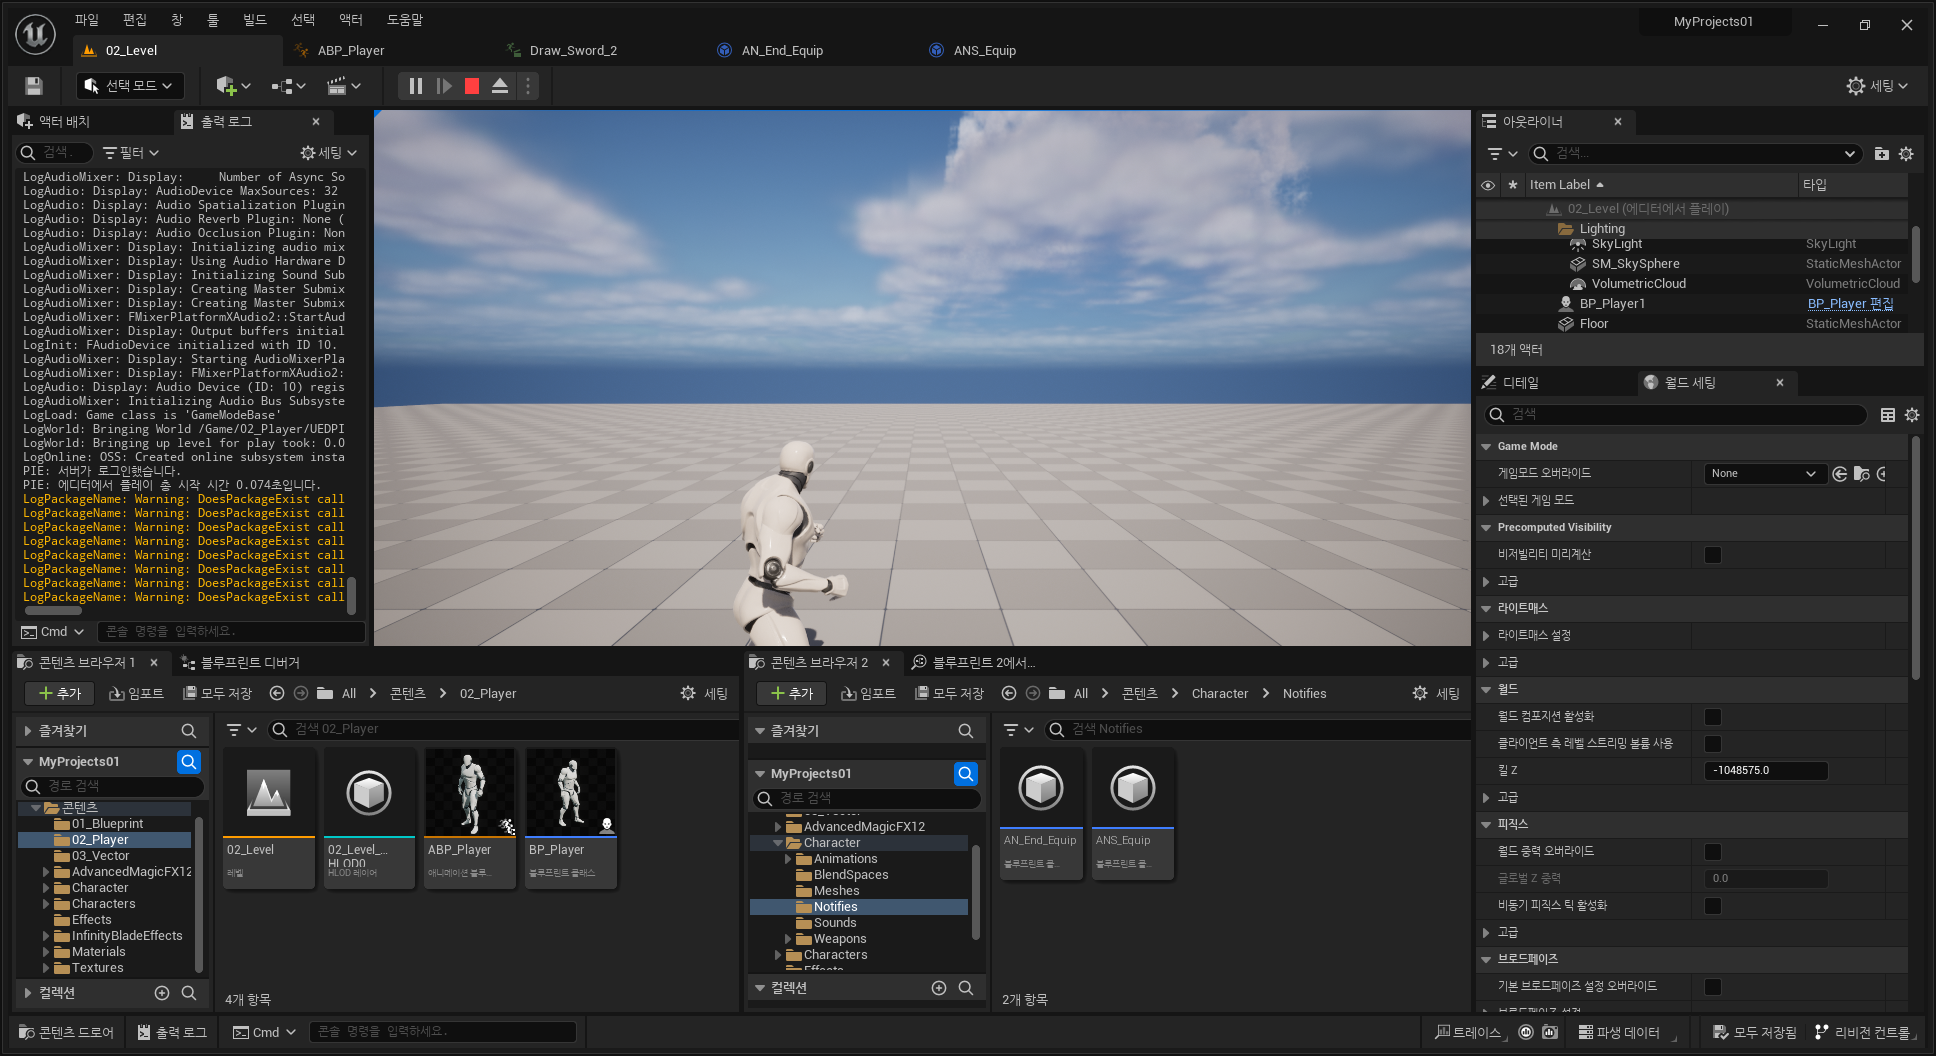 파일 편집 창 툴 빌드 선택 액터 도움말
MyProjects01
02_Level ABP_Player Draw_Sword_2 AN_End_Equip ANS_Equip
선택 모드
세팅
액터 배치 출력 로그
검색. 필터 세팅
LogAudioMixer: Display: Number of Async So
LogAudio: Display: AudioDevice MaxSources: 32
LogAudio: Display: Audio Spatialization Plugin
LogAudio: Display: Audio Reverb Plugin: None (
LogAudio: Display: Audio Occlusion Plugin: Non
LogAudioMixer: Display: Initializing audio mix
LogAudioMixer: Display: Using Audio Hardware D
LogAudioMixer: Display: Initializing Sound Sub
LogAudioMixer: Display: Creating Master Submix
LogAudioMixer: Display: Creating Master Submix
LogAudioMixer: FMixerPlatformXAudio2::StartAud
LogAudioMixer: Display: Output buffers initial
LogInit: FAudioDevice initialized with ID 10.
LogAudioMixer: Display: Starting AudioMixerPla
LogAudioMixer: Display: FMixerPlatformXAudio2:
LogAudio: Display: Audio Device (ID: 10) regis
LogAudioMixer: Initializing Audio Bus Subsyste
LogLoad: Game class is 'GameModeBase'
LogWorld: Bringing World /Game/02_Player/UEDPI
LogWorld: Bringing up level for play took: 0.0
LogOnline: OSS: Created online subsystem insta
PIE: 서버가 로그인했습니다.
PIE: 에디터에서 플레이 총 시작 시간 0.074초입니다.
LogPackageName: Warning: DoesPackageExist call
LogPackageName: Warning: DoesPackageExist call
LogPackageName: Warning: DoesPackageExist call
LogPackageName: Warning: DoesPackageExist call
LogPackageName: Warning: DoesPackageExist call
LogPackageName: Warning: DoesPackageExist call
LogPackageName: Warning: DoesPackageExist call
LogPackageName: Warning: DoesPackageExist call
Cmd 콘솔 명령을 입력하세요.
아웃라이너
검색...
Item Label 타입
02_Level (에디터에서 플레이)
Lighting
SkyLight SkyLight
SM_SkySphere StaticMeshActor
VolumetricCloud VolumetricCloud
BP_Player1 BP_Player 편집
Floor StaticMeshActor
18개 액터
디테일 월드 세팅
검색
Game Mode
게임모드 오버라이드 None
선택된 게임 모드
Precomputed Visibility
비저빌리티 미리계산
고급
라이트매스
라이트매스 설정
고급
월드
월드 컴포지션 활성화
클라이언트 측 레벨 스트리밍 볼륨 사용
킬 Z -1048575.0
고급
피직스
월드 중력 오버라이드
글로벌 Z 중력 0.0
비동기 피직스 틱 활성화
고급
브로드페이즈
기본 브로드페이즈 설정 오버라이드
브로드페이즈 설정
콘텐츠 브라우저 1 블루프린트 디버거
추가 임포트 모두 저장 All 콘텐츠 02_Player 세팅
즐겨찾기 검색 02_Player
MyProjects01
경로 검색
콘텐츠
01_Blueprint
02_Player
03_Vector
AdvancedMagicFX12
Character
Characters
Effects
InfinityBladeEffects
Materials
Textures
컬렉션
02_Level
레벨
02_Level_...
HLOD0
HLOD 레이어
ABP_Player
애니메이션 블루...
BP_Player
블루프린트 클래스
4개 항목
콘텐츠 브라우저 2 블루프린트 2에서...
추가 임포트 모두 저장 All 콘텐츠 Character Notifies 세팅
즐겨찾기 검색 Notifies
MyProjects01
경로 검색
AdvancedMagicFX12
Character
Animations
BlendSpaces
Meshes
Notifies
Sounds
Weapons
Characters
Effects
컬렉션
AN_End_Equip
블루프린트 클...
ANS_Equip
블루프린트 클...
2개 항목
콘텐츠 드로어 출력 로그 Cmd 콘솔 명령을 입력하세요. 트레이스 파생 데이터 모두 저장됨 리비전 컨트롤